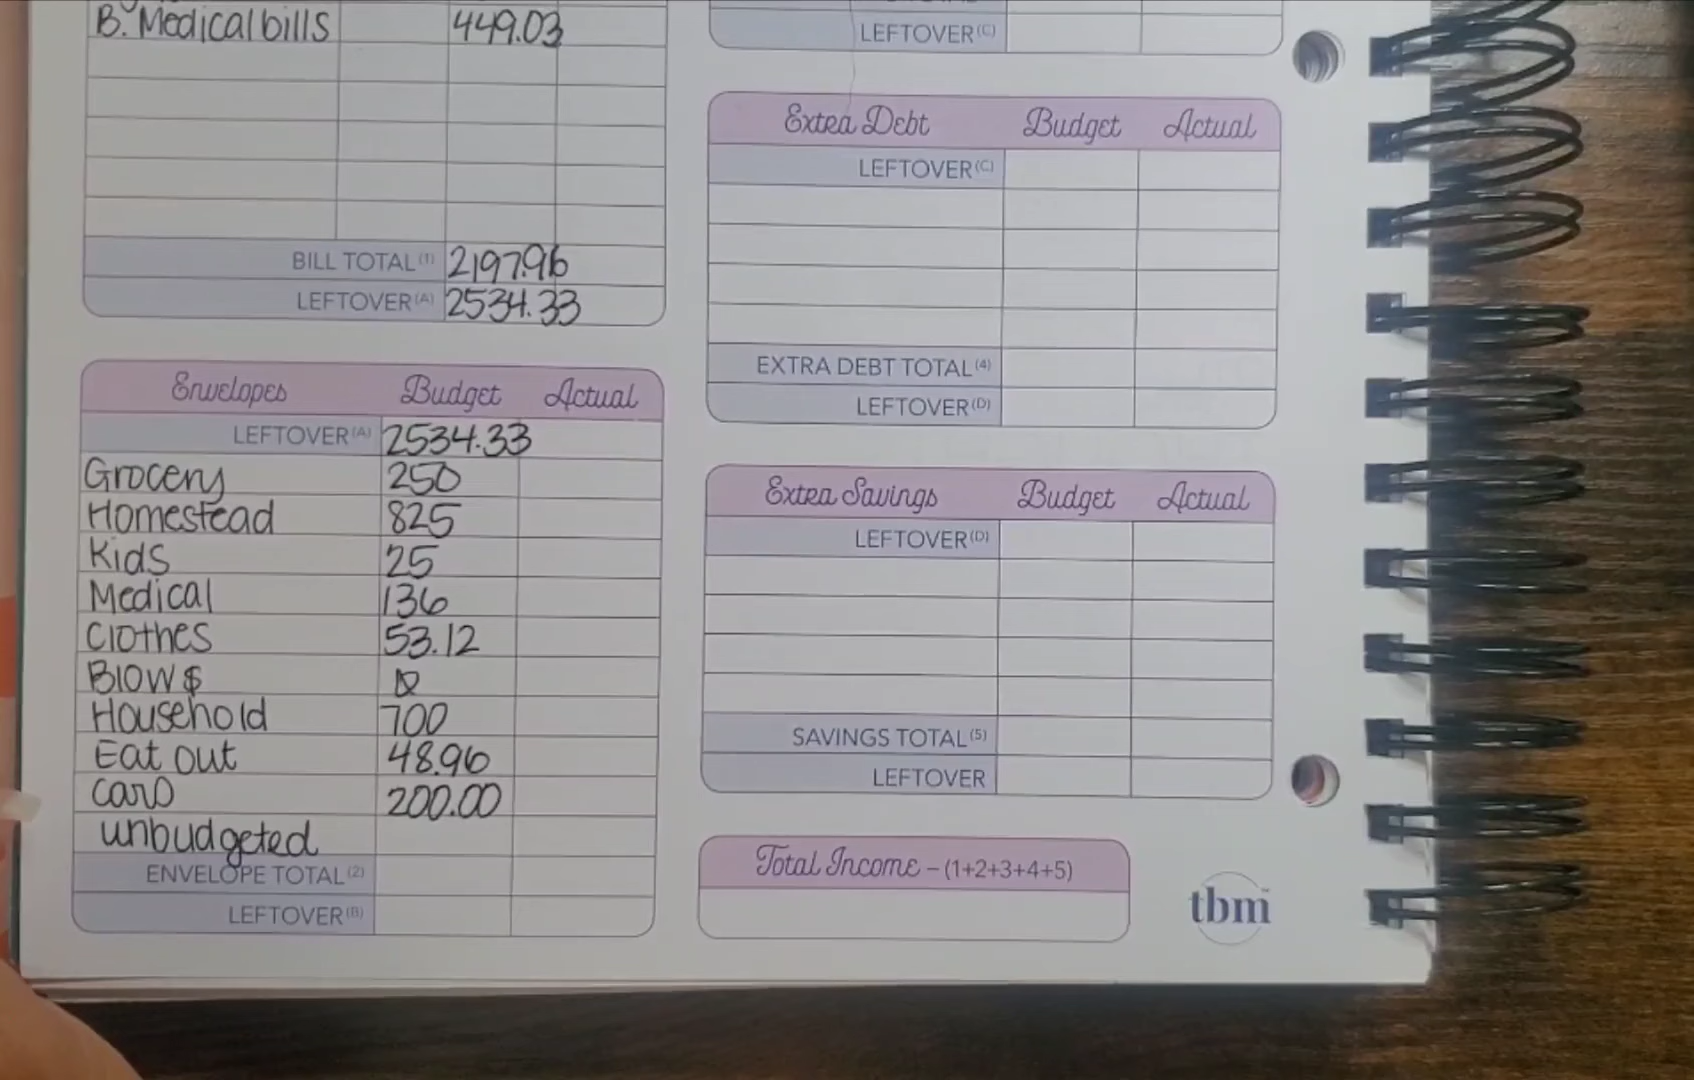 B. Medical bills 449.03
BILL TOTAL (1) 2197.96
LEFTOVER (A) 2534.33
Envelopes Budget Actual
LEFTOVER (A) 2534.33
Grocery 250
Homestead 825
Kids 25
Medical 136
Clothes 53.12
Blow $
Household 700
Eat out 48.96
cars 200.00
unbudgeted
ENVELOPE TOTAL (2)
LEFTOVER (B)
LEFTOVER (C)
Extra Debt Budget Actual
LEFTOVER (C)
EXTRA DEBT TOTAL (4)
LEFTOVER (D)
Extra Savings Budget Actual
LEFTOVER (D)
SAVINGS TOTAL (5)
LEFTOVER
Total Income – (1+2+3+4+5)
tbm